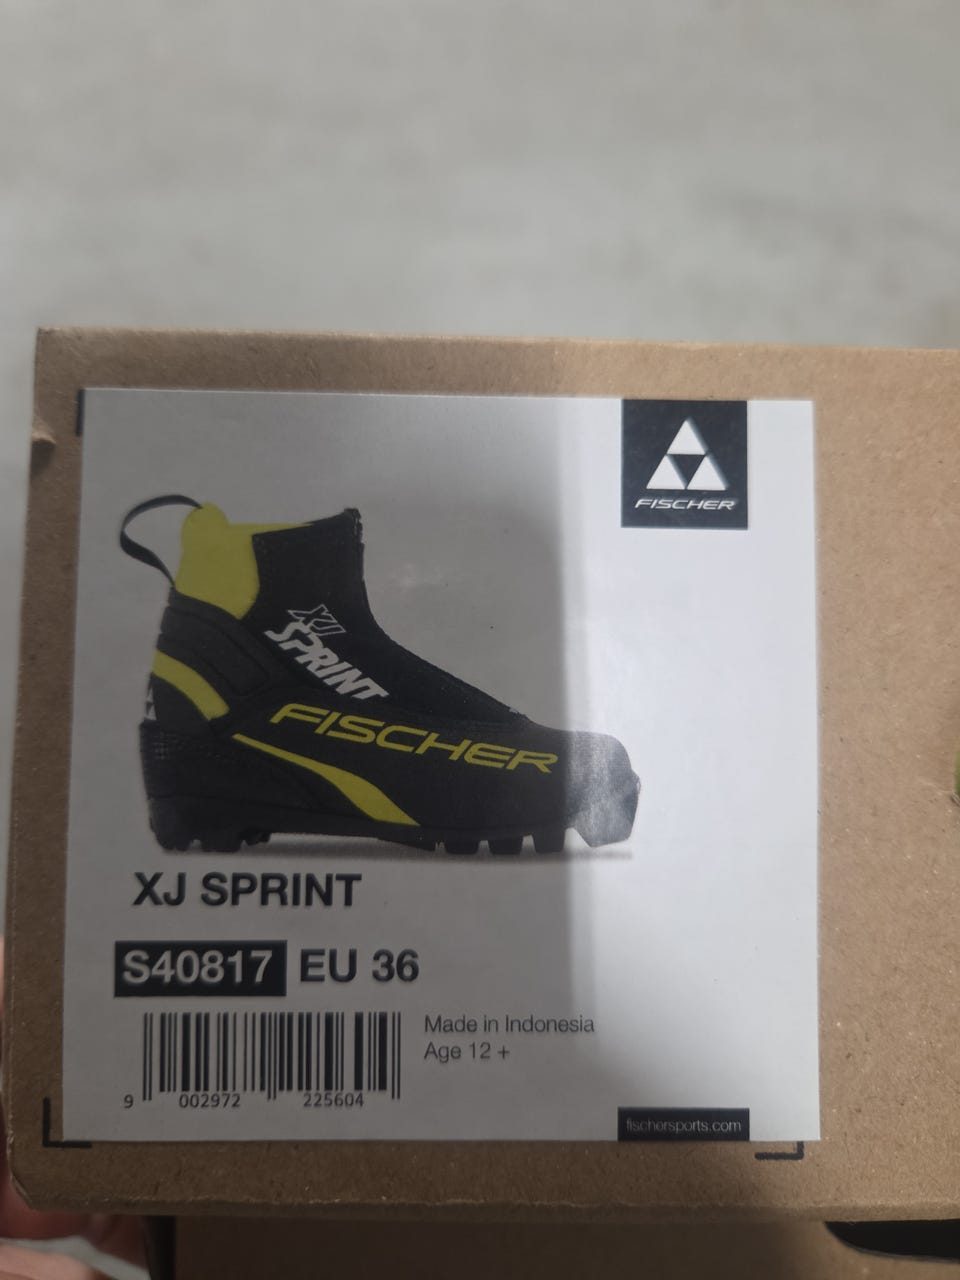 FISCHER
XJ
SPRINT
FISCHER
XJ SPRINT
S40817 EU 36
Made in Indonesia
Age 12 +
9 002972 225604
fischersports.com